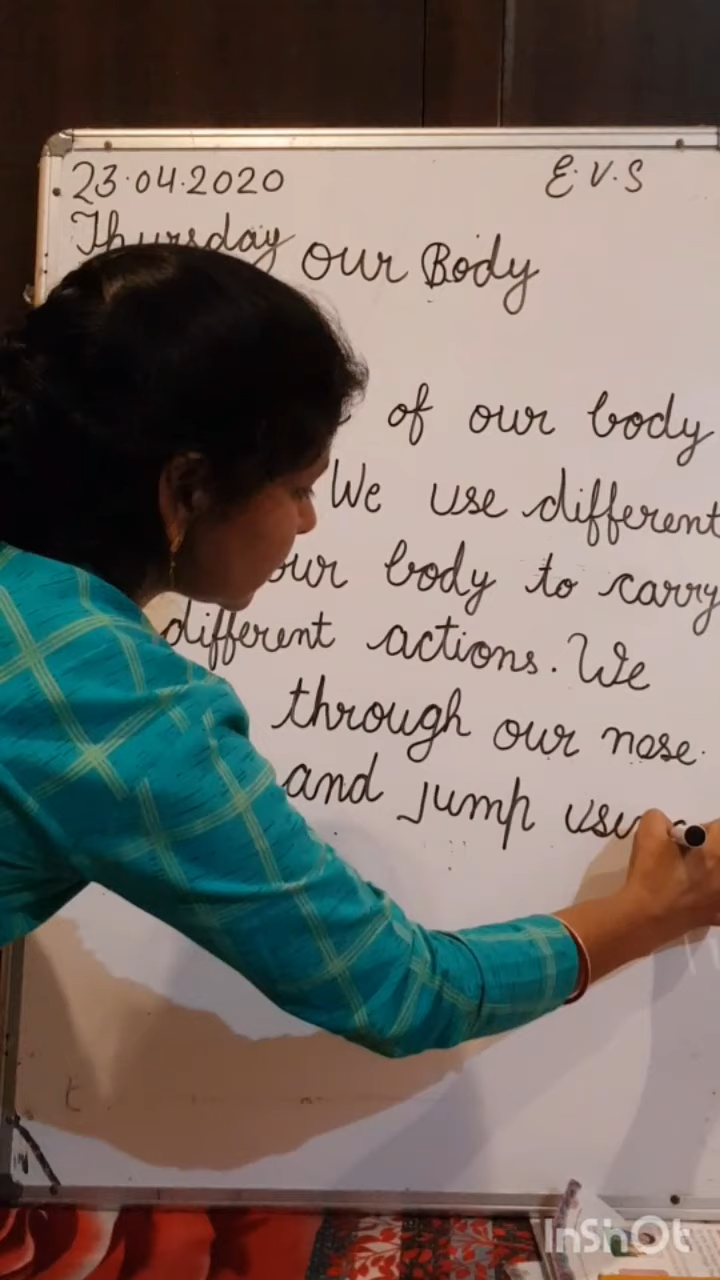 23.04.2020 E.V.S
Thursday
our Body
of our body
We use different
our body to carry
different actions. We
through our nose.
and jump using
InShOt